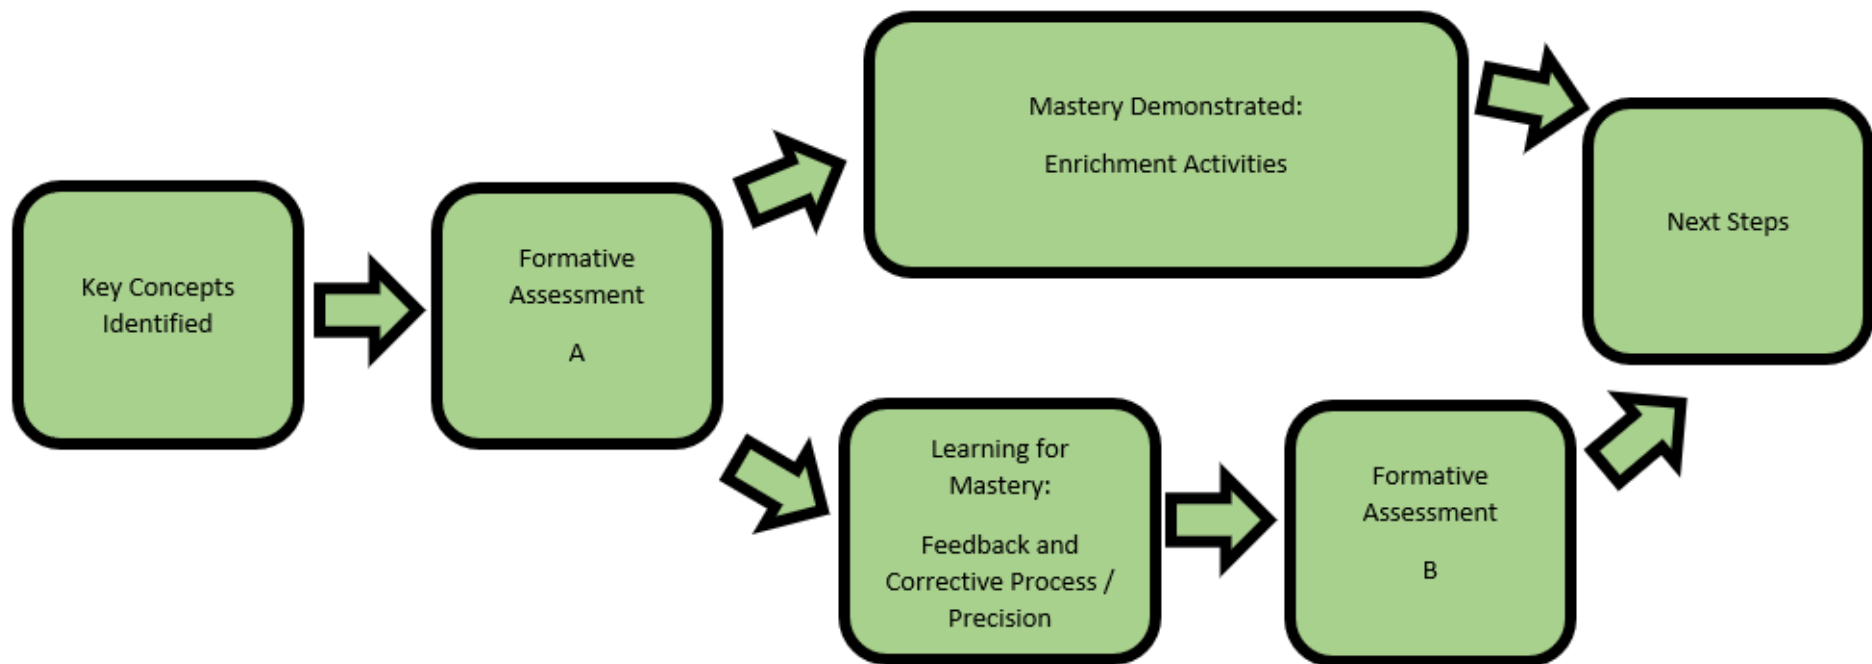 Key Concepts
Identified
Formative
Assessment
A
Mastery Demonstrated:
Enrichment Activities
Learning for
Mastery:
Feedback and
Corrective Process /
Precision
Formative
Assessment
B
Next Steps